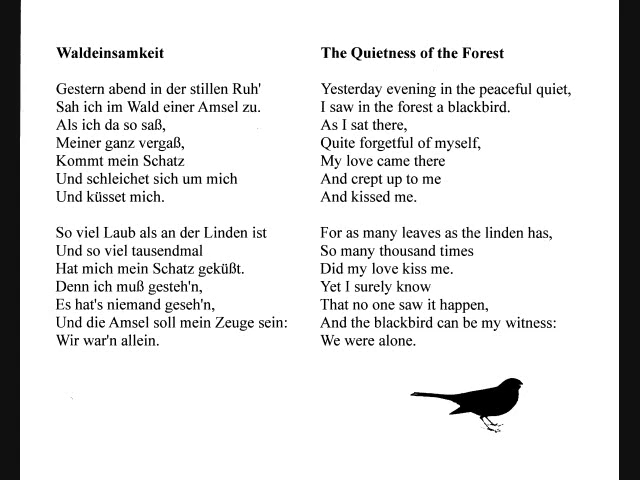 Waldeinsamkeit
Gestern abend in der stillen Ruh'
Sah ich im Wald einer Amsel zu.
Als ich da so saß,
Meiner ganz vergaß,
Kommt mein Schatz
Und schleichet sich um mich
Und küsset mich.
So viel Laub als an der Linden ist
Und so viel tausendmal
Hat mich mein Schatz geküßt.
Denn ich muß gesteh'n,
Es hat's niemand geseh'n,
Und die Amsel soll mein Zeuge sein:
Wir war'n allein.
The Quietness of the Forest
Yesterday evening in the peaceful quiet,
I saw in the forest a blackbird.
As I sat there,
Quite forgetful of myself,
My love came there
And crept up to me
And kissed me.
For as many leaves as the linden has,
So many thousand times
Did my love kiss me.
Yet I surely know
That no one saw it happen,
And the blackbird can be my witness:
We were alone.